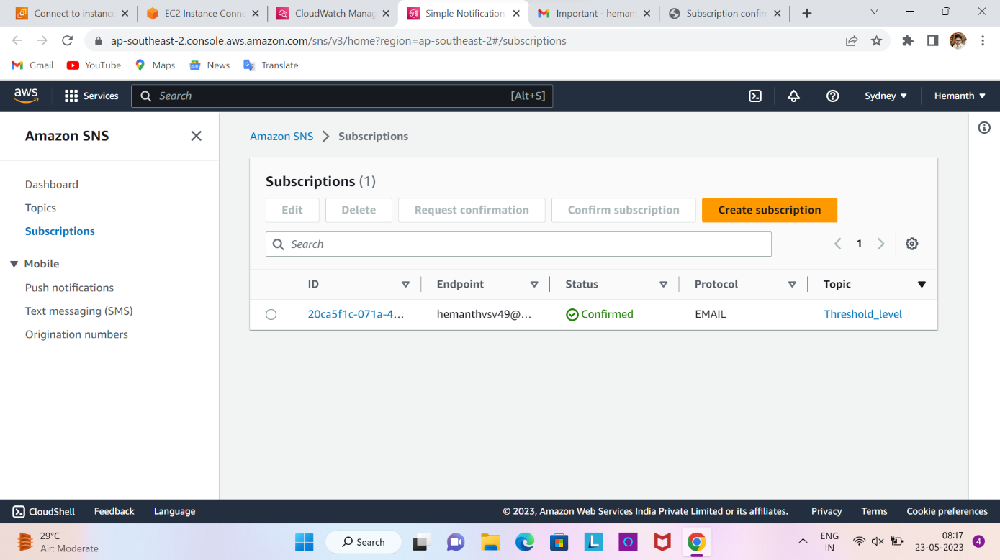 Connect to instance
EC2 Instance Conne
CloudWatch Manag
Simple Notification
Important - hemant
Subscription confir
ap-southeast-2.console.aws.amazon.com/sns/v3/home?region=ap-southeast-2#/subscriptions
Gmail
YouTube
Maps
News
Translate
aws
Services
Search
[Alt+S]
Sydney
Hemanth
Amazon SNS
Dashboard
Topics
Subscriptions
Mobile
Push notifications
Text messaging (SMS)
Origination numbers
Amazon SNS > Subscriptions
Subscriptions (1)
Edit
Delete
Request confirmation
Confirm subscription
Create subscription
Search
1
ID
Endpoint
Status
Protocol
Topic
20ca5f1c-071a-4...
hemanthvsv49@...
Confirmed
EMAIL
Threshold_level
CloudShell
Feedback
Language
© 2023, Amazon Web Services India Private Limited or its affiliates.
Privacy
Terms
Cookie preferences
29°C
Air: Moderate
Search
L
ENG
IN
08:17
23-05-2023
4